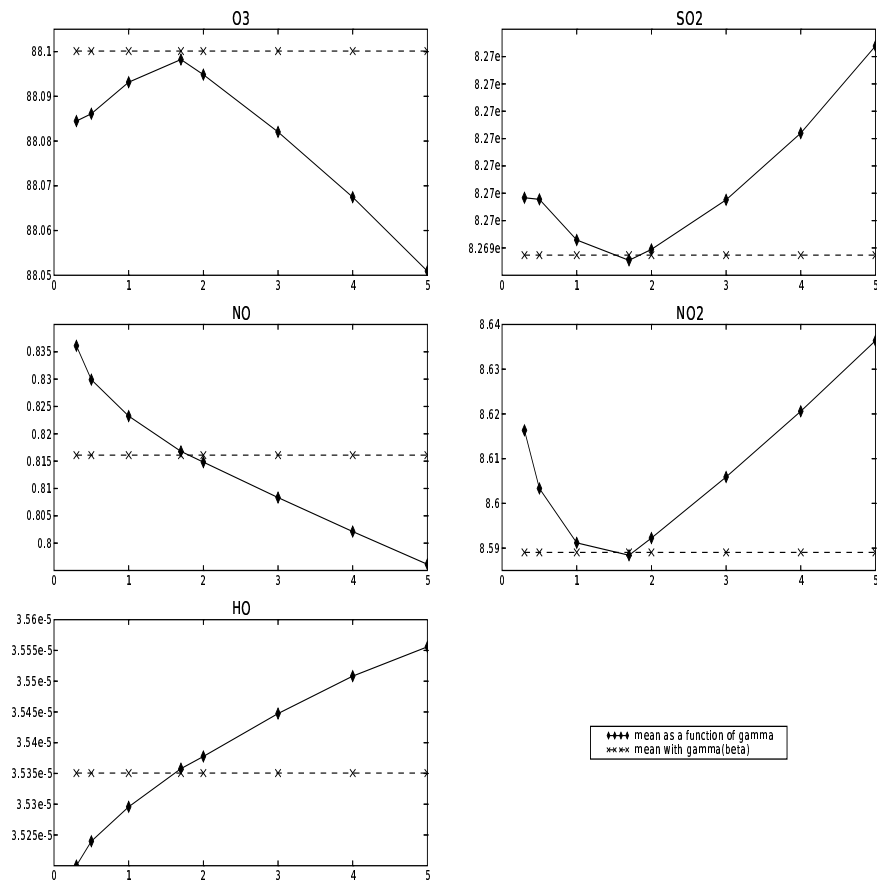 O3
88.1
88.09
88.08
88.07
88.06
88.05
0 1 2 3 4 5
SO2
8.27e
8.27e
8.27e
8.27e
8.27e
8.27e
8.27e
8.269e
0 1 2 3 4 5
NO
0.835
0.83
0.825
0.82
0.815
0.81
0.805
0.8
0 1 2 3 4 5
NO2
8.64
8.63
8.62
8.61
8.6
8.59
0 1 2 3 4 5
HO
3.56e-5
3.555e-5
3.55e-5
3.545e-5
3.54e-5
3.535e-5
3.53e-5
3.525e-5
0 1 2 3 4 5
mean as a function of gamma
mean with gamma(beta)